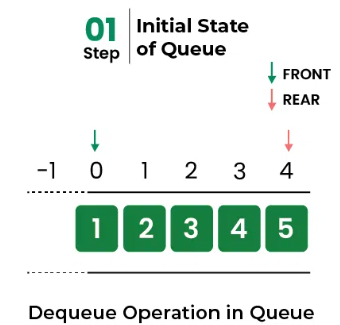 01 Step
Initial State
of Queue
FRONT
REAR
-1 0 1 2 3 4
1 2 3 4 5
Dequeue Operation in Queue